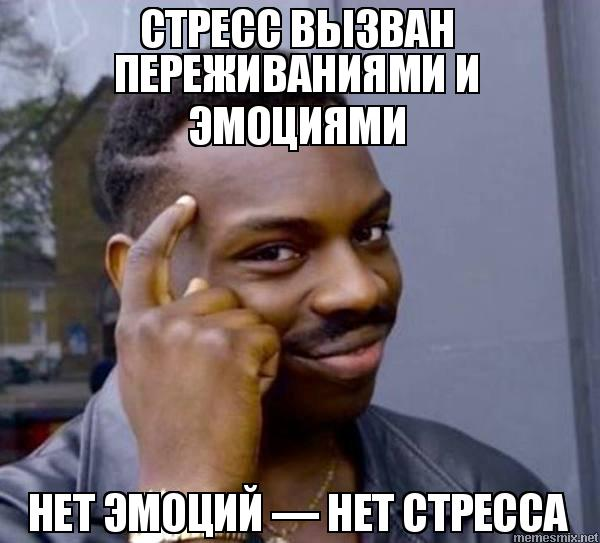 СТРЕСС ВЫЗВАН
ПЕРЕЖИВАНИЯМИ И
ЭМОЦИЯМИ
НЕТ ЭМОЦИЙ — НЕТ СТРЕССА
memesmix.net